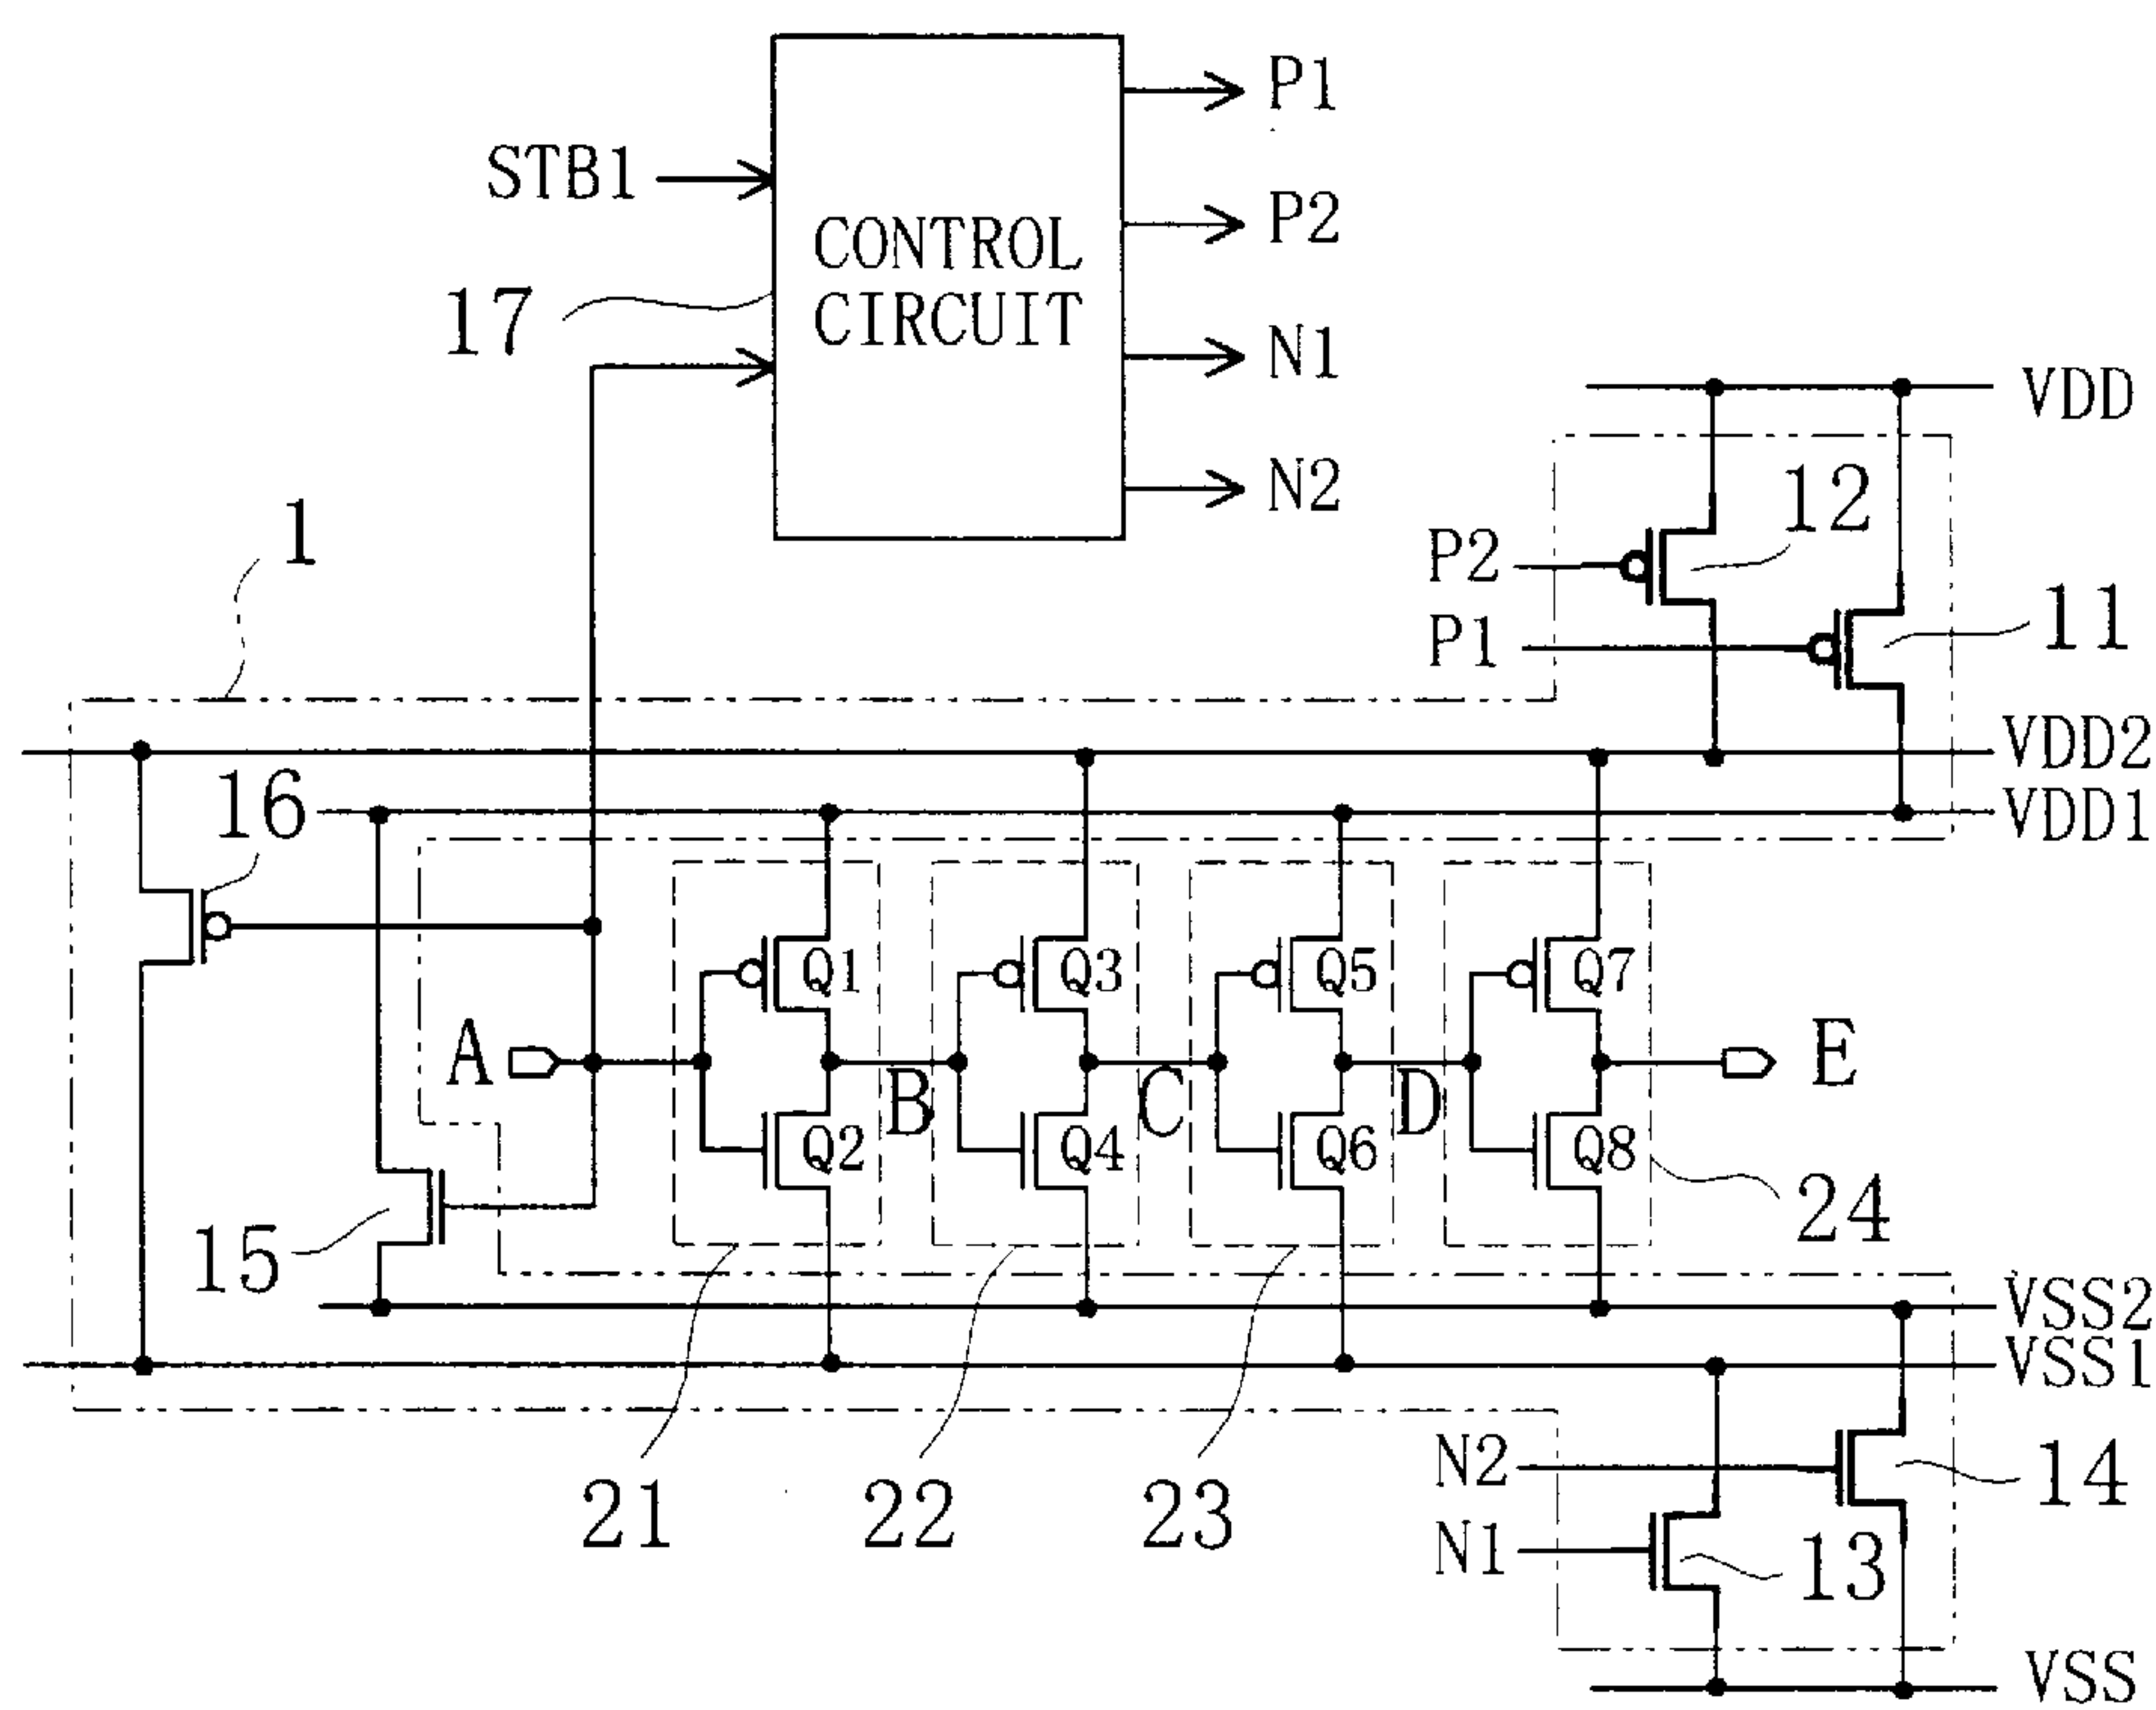 P1
STB1
P2
CONTROL
CIRCUIT
17
N1
VDD
N2
12
1
P2
11
P1
VDD2
16
VDD1
Q1
Q3
Q5
Q7
A
B
C
D
E
Q2
Q4
Q6
Q8
24
15
VSS2
VSS1
N2
14
21
22
23
N1
13
VSS